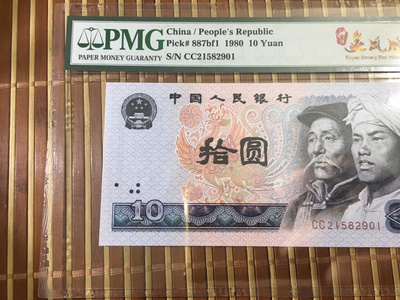 PMG
PAPER MONEY GUARANTY
China / People's Republic
Pick# 887bf1 1980 10 Yuan
S/N CC21582901
中国人民银行
拾圆
10
CC21582901